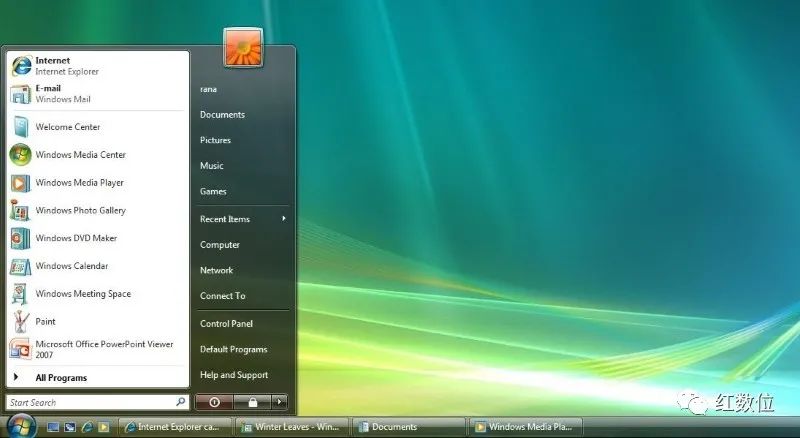 Internet
Internet Explorer
E-mail
Windows Mail
Welcome Center
Windows Media Center
Windows Media Player
Windows Photo Gallery
Windows DVD Maker
Windows Calendar
Windows Meeting Space
Paint
Microsoft Office PowerPoint Viewer
2007
All Programs
Start Search
rana
Documents
Pictures
Music
Games
Recent Items
Computer
Network
Connect To
Control Panel
Default Programs
Help and Support
Internet Explorer ca...
Winter Leaves - Win...
Documents
Windows Media Pla...
红数位